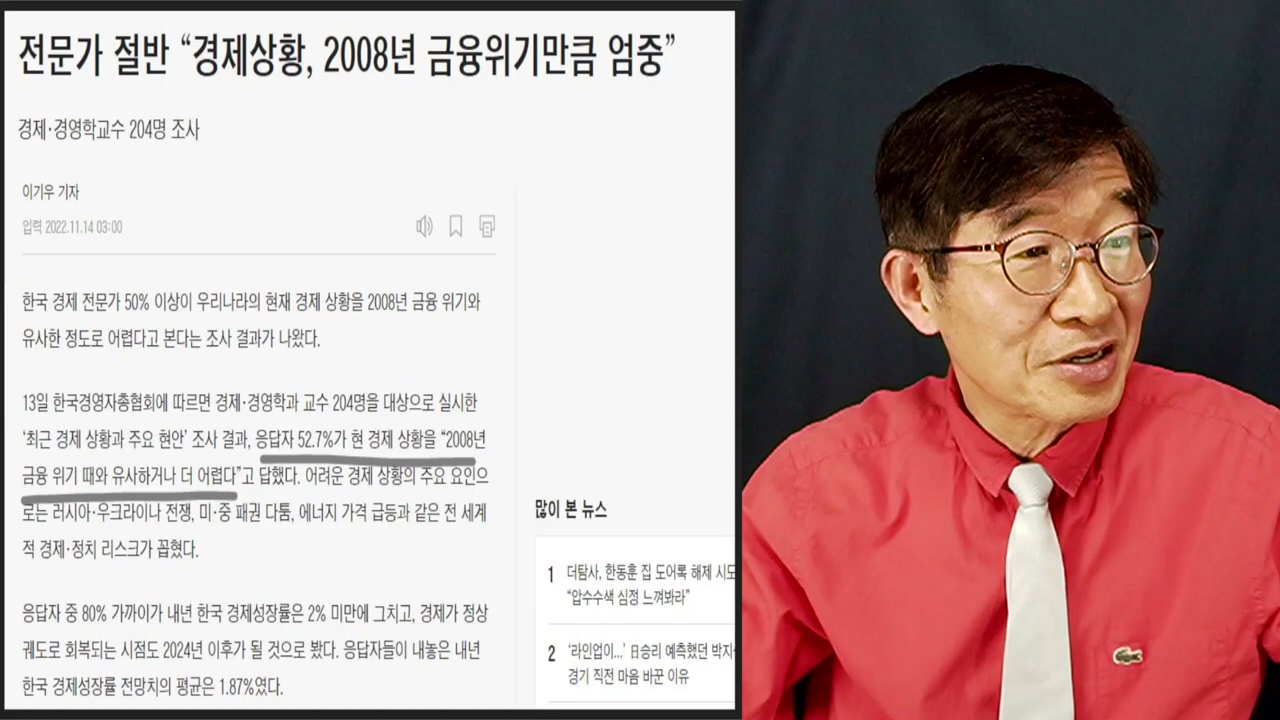 전문가 절반 “경제상황, 2008년 금융위기만큼 엄중”
경제·경영학교수 204명 조사
이기우 기자
입력 2022.11.14 03:00
한국 경제 전문가 50% 이상이 우리나라의 현재 경제 상황을 2008년 금융 위기와
유사한 정도로 어렵다고 본다는 조사 결과가 나왔다.
13일 한국경영자총협회에 따르면 경제·경영학과 교수 204명을 대상으로 실시한
‘최근 경제 상황과 주요 현안’ 조사 결과, 응답자 52.7%가 현 경제 상황을 “2008년
금융 위기 때와 유사하거나 더 어렵다”고 답했다. 어려운 경제 상황의 주요 요인으
로는 러시아·우크라이나 전쟁, 미·중 패권 다툼, 에너지 가격 급등과 같은 전 세계
적 경제·정치 리스크가 꼽혔다.
응답자 중 80% 가까이가 내년 한국 경제성장률은 2% 미만에 그치고, 경제가 정상
궤도로 회복되는 시점도 2024년 이후가 될 것으로 봤다. 응답자들이 내놓은 내년
한국 경제성장률 전망치의 평균은 1.87%였다.
많이 본 뉴스
1 더탐사, 한동훈 집 도어록 해제 시도
“압수수색 심정 느껴봐라”
2 ‘라인업이...’ 日승리 예측했던 박지성
경기 직전 마음 바꾼 이유